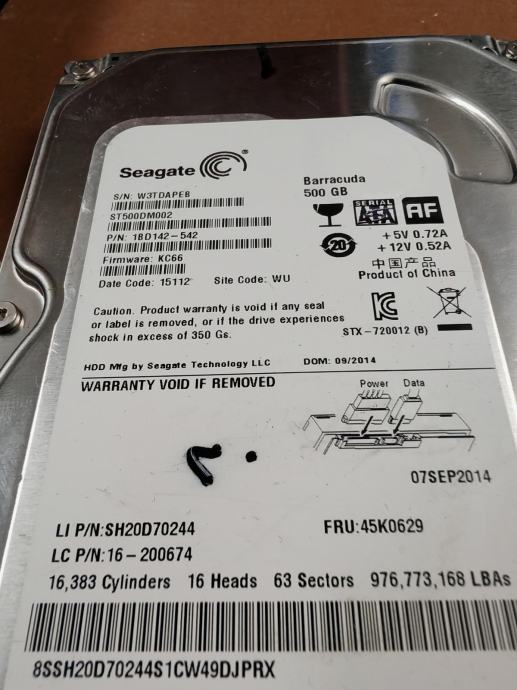 Seagate
Barracuda
500 GB
S/N: W3TDAPEB
ST500DM002
P/N: 1BD142-542
Firmware: KC66
Date Code: 15112
Site Code: WU
SERIAL
ATA
AF
20
+5V 0.72A
+12V 0.52A
中国产品
Product of China
Caution. Product warranty is void if any seal
or label is removed, or if the drive experiences
shock in excess of 350 Gs.
STX-720012 (B)
HDD Mfg by Seagate Technology LLC
DOM: 09/2014
WARRANTY VOID IF REMOVED
Power Data
07SEP2014
LI P/N:SH20D70244
FRU:45K0629
LC P/N:16-200674
16,383 Cylinders 16 Heads 63 Sectors 976,773,168 LBAs
8SSH20D70244S1CW49DJPRX